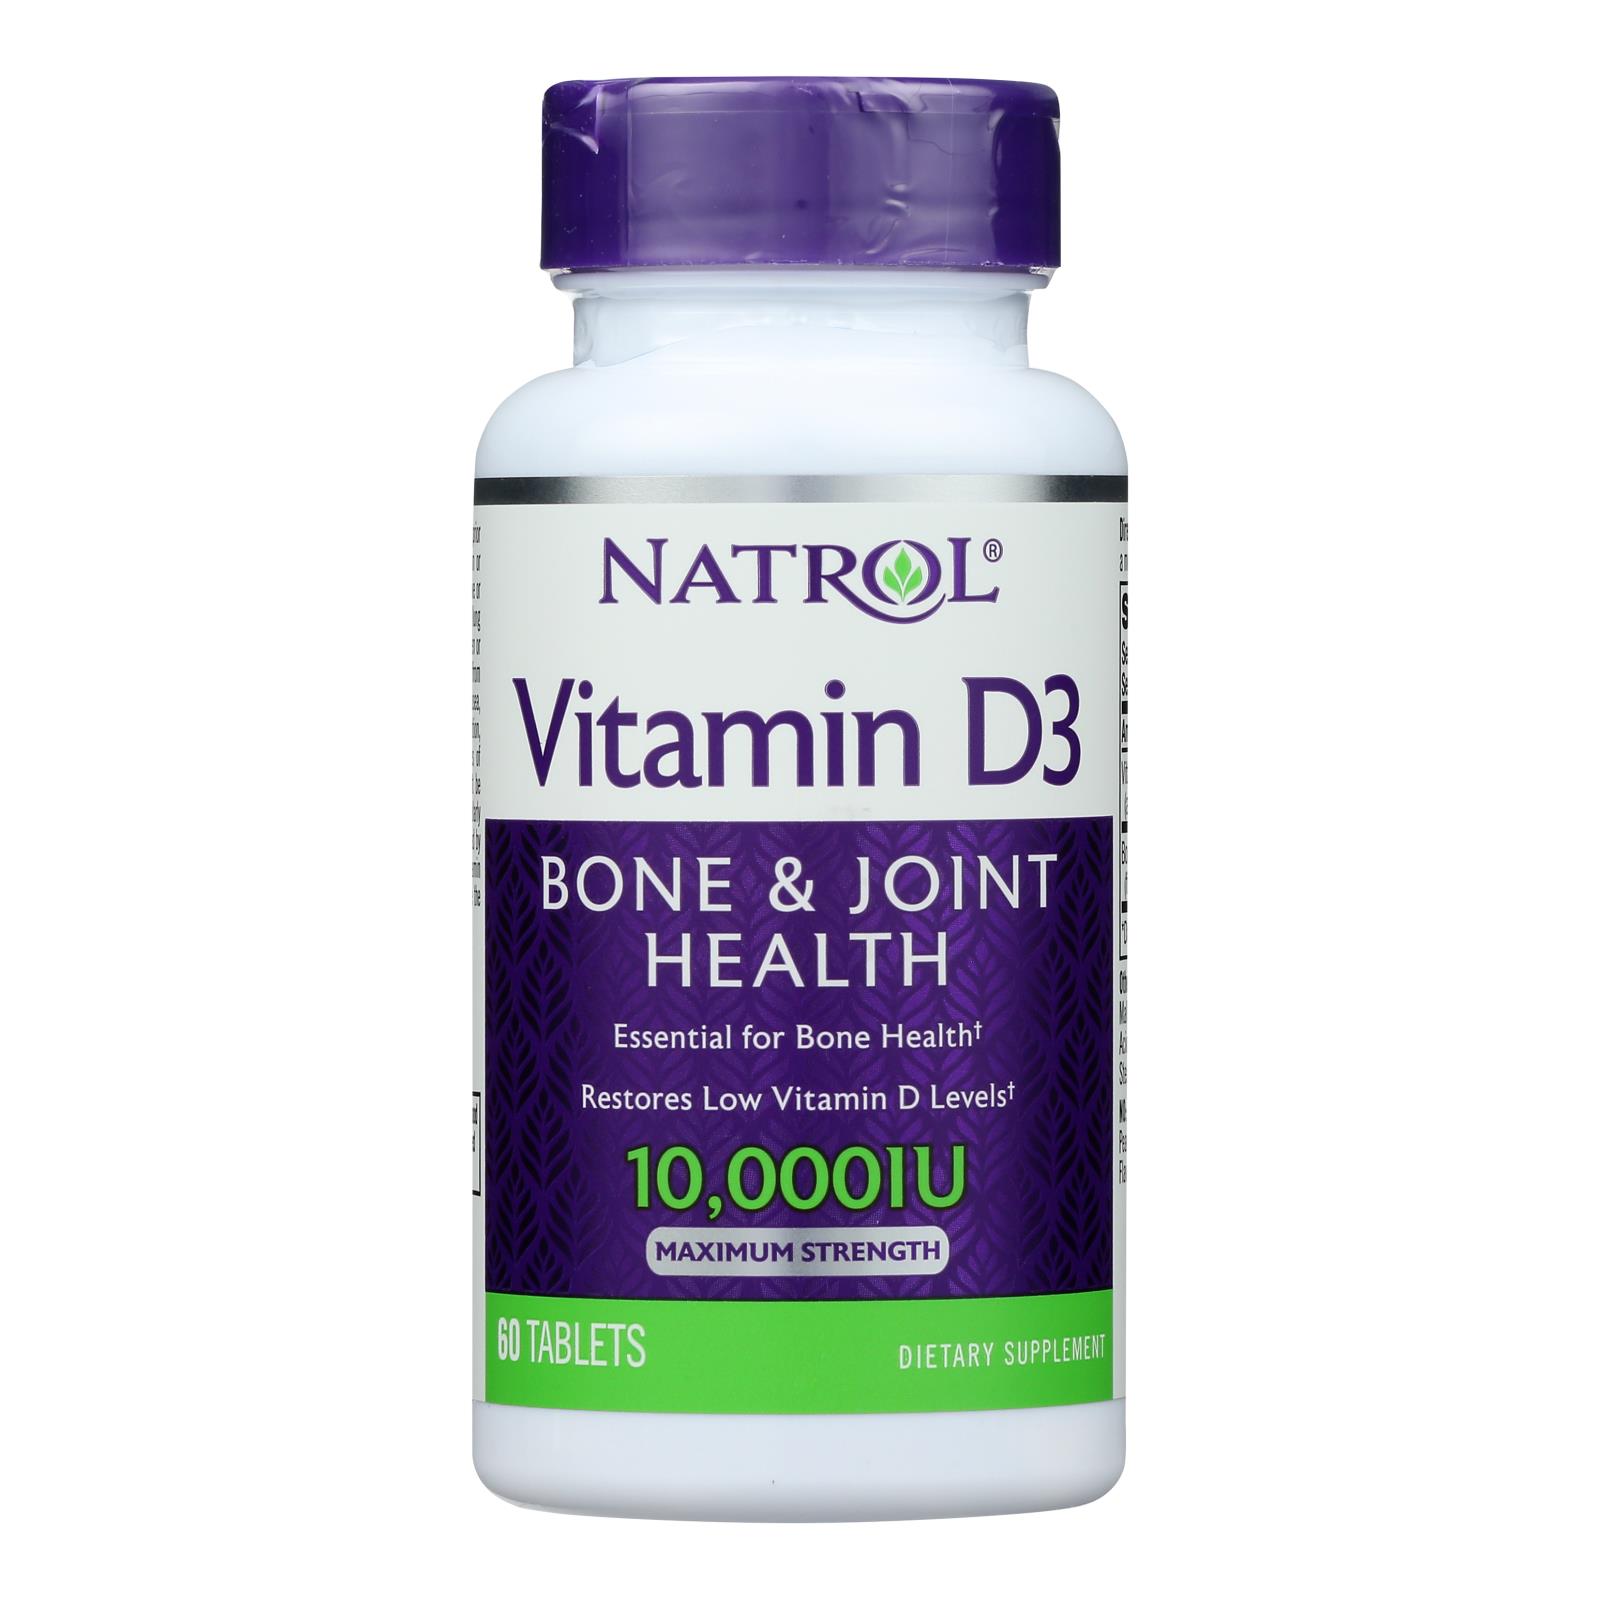 NATROL®
Vitamin D3
BONE & JOINT
HEALTH
Essential for Bone Health†
Restores Low Vitamin D Levels†
10,000IU
MAXIMUM STRENGTH
60 TABLETS
DIETARY SUPPLEMENT